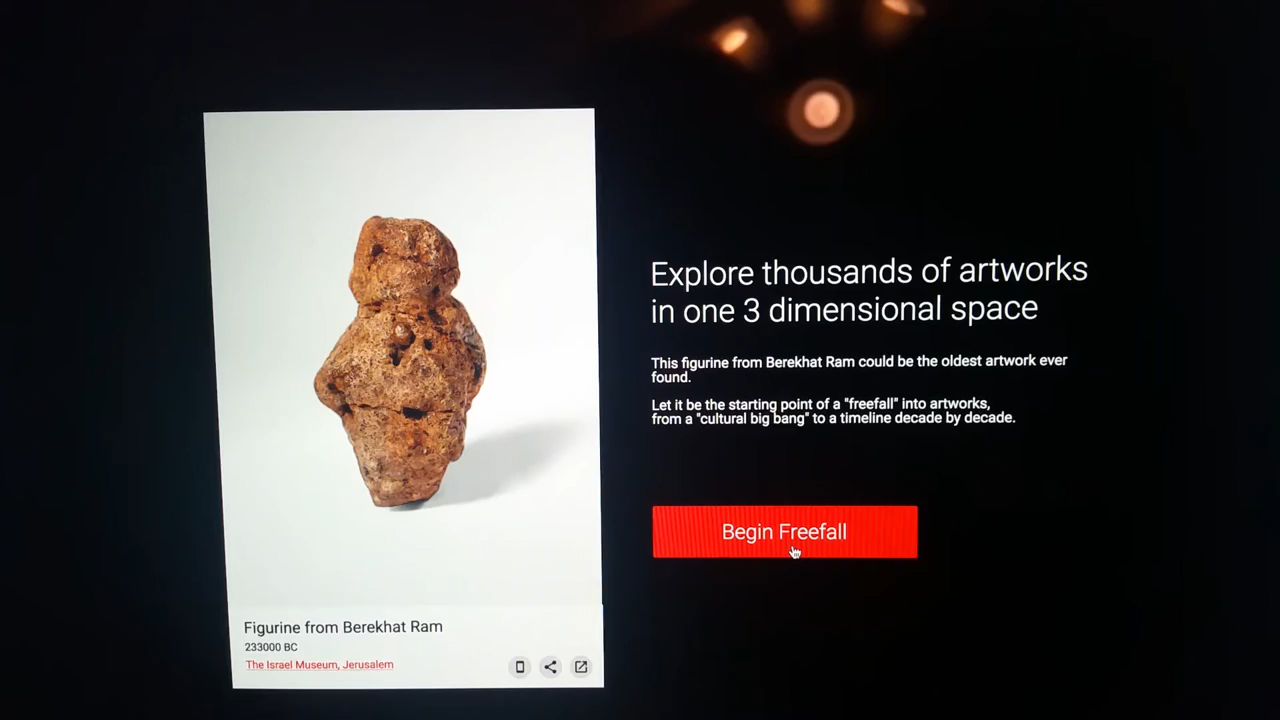 Explore thousands of artworks
in one 3 dimensional space
This figurine from Berekhat Ram could be the oldest artwork ever
found.
Let it be the starting point of a "freefall" into artworks,
from a "cultural big bang" to a timeline decade by decade.
Begin Freefall
Figurine from Berekhat Ram
233000 BC
The Israel Museum, Jerusalem